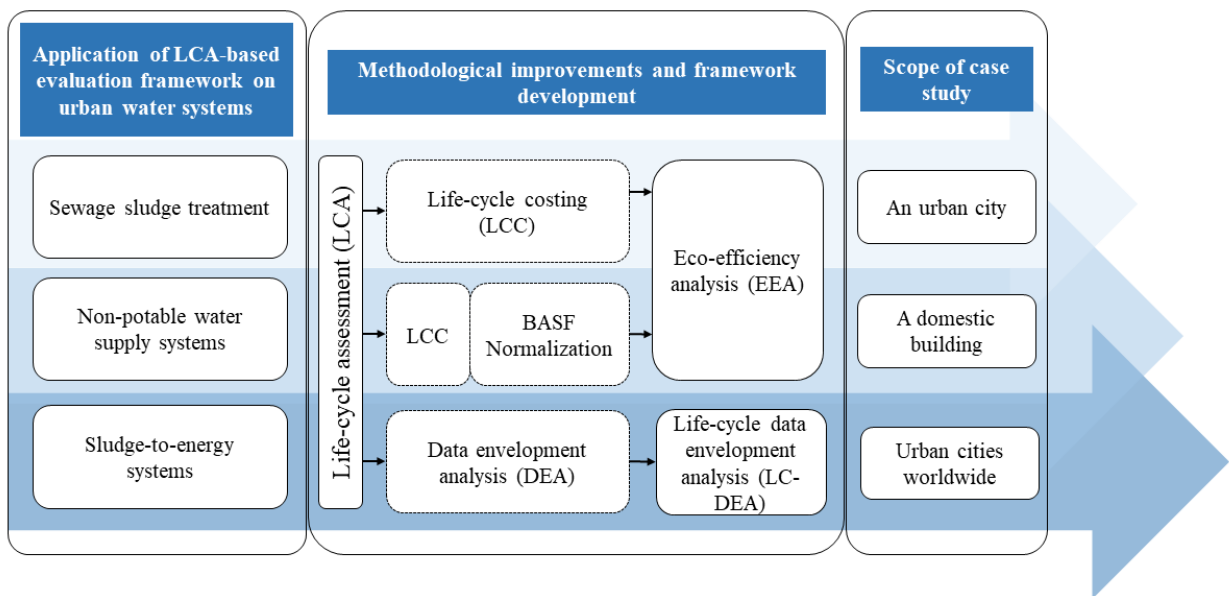 Application of LCA-based
evaluation framework on
urban water systems
Methodological improvements and framework
development
Scope of case
study
Life-cycle assessment (LCA)
Sewage sludge treatment
Life-cycle costing
(LCC)
Eco-efficiency
analysis (EEA)
An urban city
Non-potable water
supply systems
LCC
BASF
Normalization
A domestic
building
Sludge-to-energy
systems
Data envelopment
analysis (DEA)
Life-cycle data
envelopment
analysis (LC-
DEA)
Urban cities
worldwide